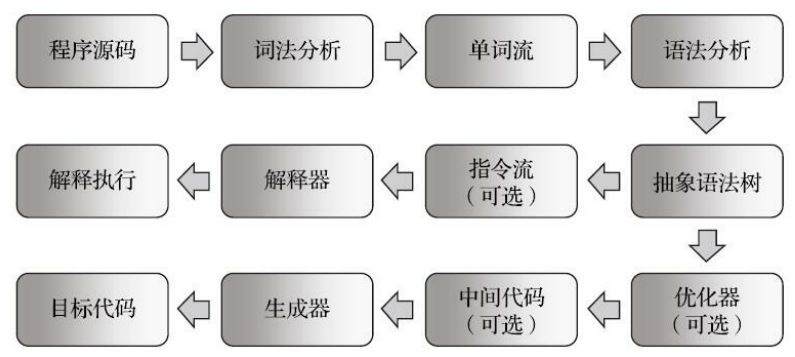 程序源码
词法分析
单词流
语法分析
解释执行
解释器
指令流
（可选）
抽象语法树
目标代码
生成器
中间代码
（可选）
优化器
（可选）